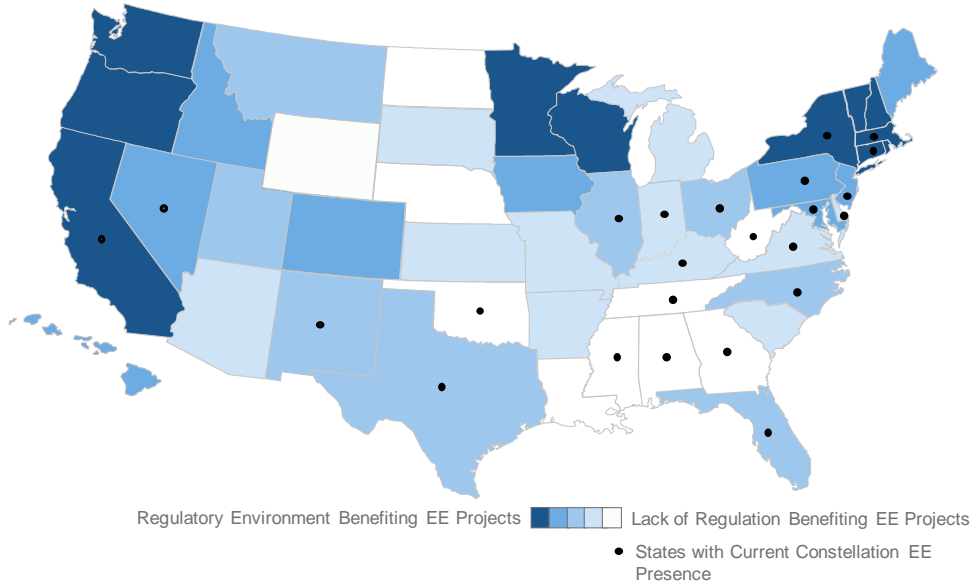 Regulatory Environment Benefiting EE Projects
Lack of Regulation Benefiting EE Projects
States with Current Constellation EE
Presence